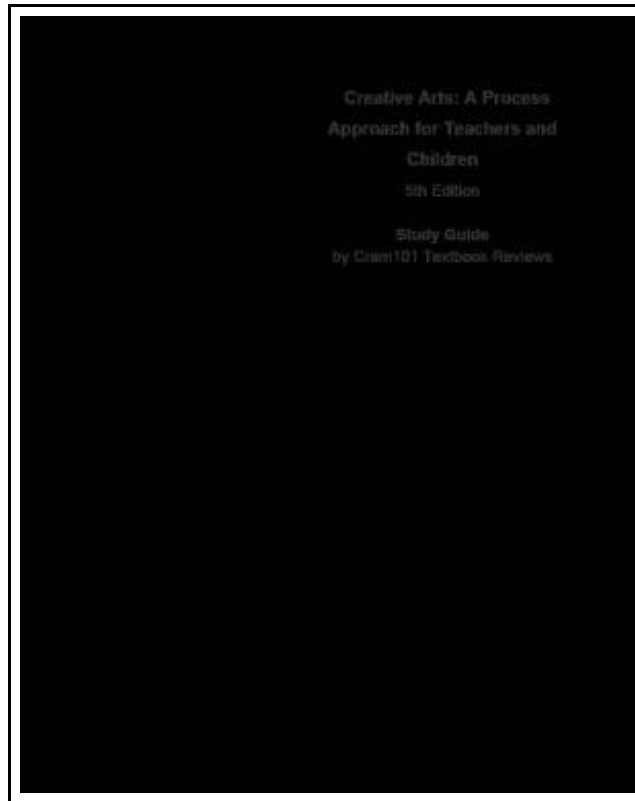 Creative Arts: A Process
Approach for Teachers and
Children
5th Edition
Study Guide
by Cram101 Textbook Reviews